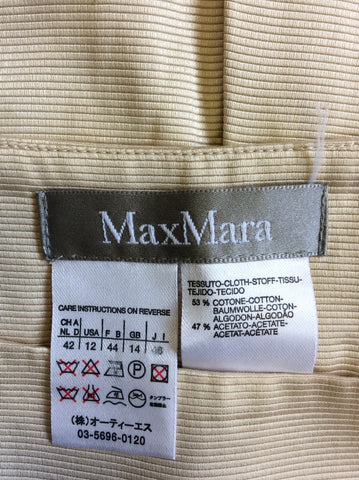 MaxMara
CARE INSTRUCTIONS ON REVERSE
CH A USA F B GB J I
NL D
42 12 44 14 46
P
(株)オーティーエス
03-5696-0120
TESSUTO-CLOTH-STOFF-TISSU-
TEJIDO-TECIDO
53 % COTONE-COTTON-
BAUMWOLLE-COTON
ALGODON-ALGODÃO
47 % ACETATO-ACETATE-
ACETAT-ACETATE